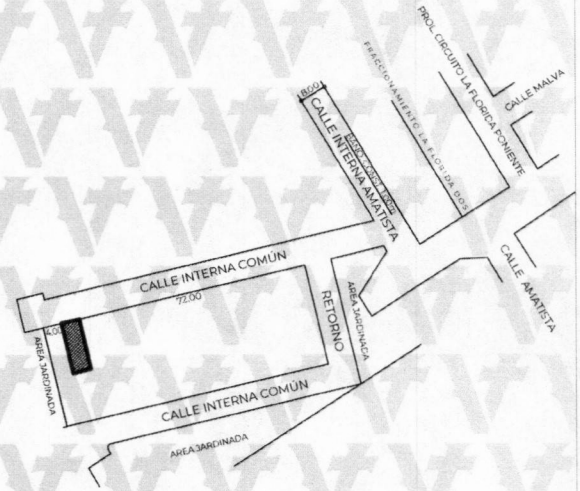 PROL. CIRCUITO LA FLORIDA PONIENTE
FRACCIONAMIENTO LA FLORIDA DOS
CALLE MALVA
8.00
CALLE INTERNA AMATISTA
CALLE AMATISTA
CALLE INTERNA COMÚN
72.00
4.00
RETORNO
AREA JARDINADA
AREA JARDINADA
CALLE INTERNA COMÚN
AREA JARDINADA